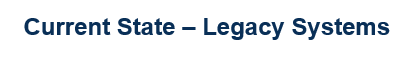 Current State – Legacy Systems